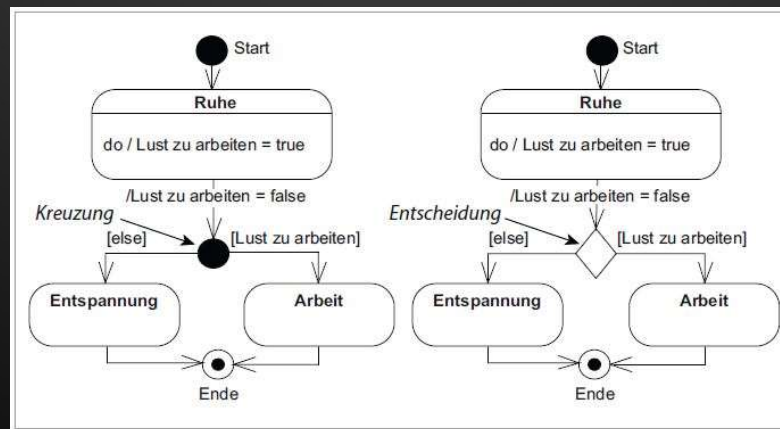 Start
Ruhe
do / Lust zu arbeiten = true
/Lust zu arbeiten = false
Kreuzung
[else]
[Lust zu arbeiten]
Entspannung
Arbeit
Ende
Start
Ruhe
do / Lust zu arbeiten = true
/Lust zu arbeiten = false
Entscheidung
[else]
[Lust zu arbeiten]
Entspannung
Arbeit
Ende